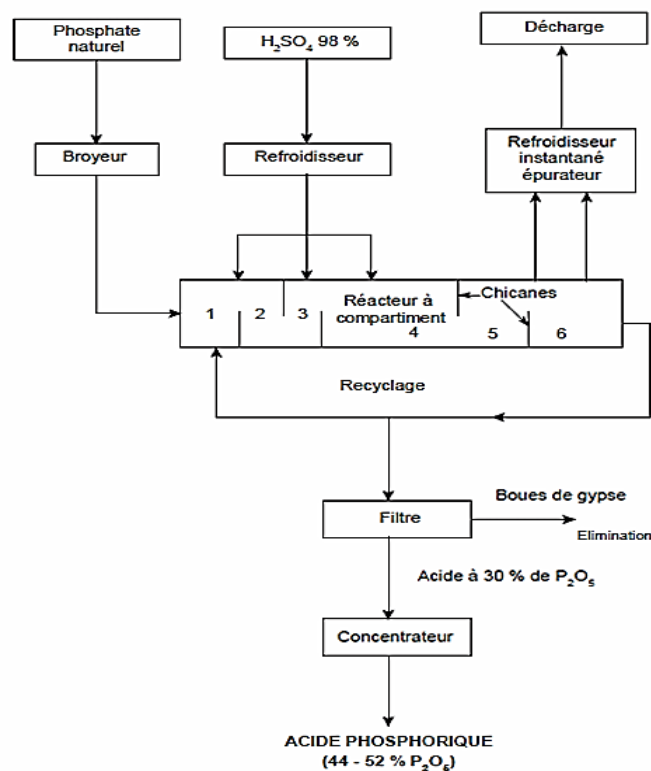 Phosphate
naturel
H₂SO₄ 98 %
Décharge
Broyeur
Refroidisseur
Refroidisseur
instantané
épurateur
Réacteur à
compartiment
Chicanes
1
2
3
4
5
6
Recyclage
Filtre
Boues de gypse
Elimination
Acide à 30 % de P₂O₅
Concentrateur
ACIDE PHOSPHORIQUE
(44 - 52 % P₂O₅)